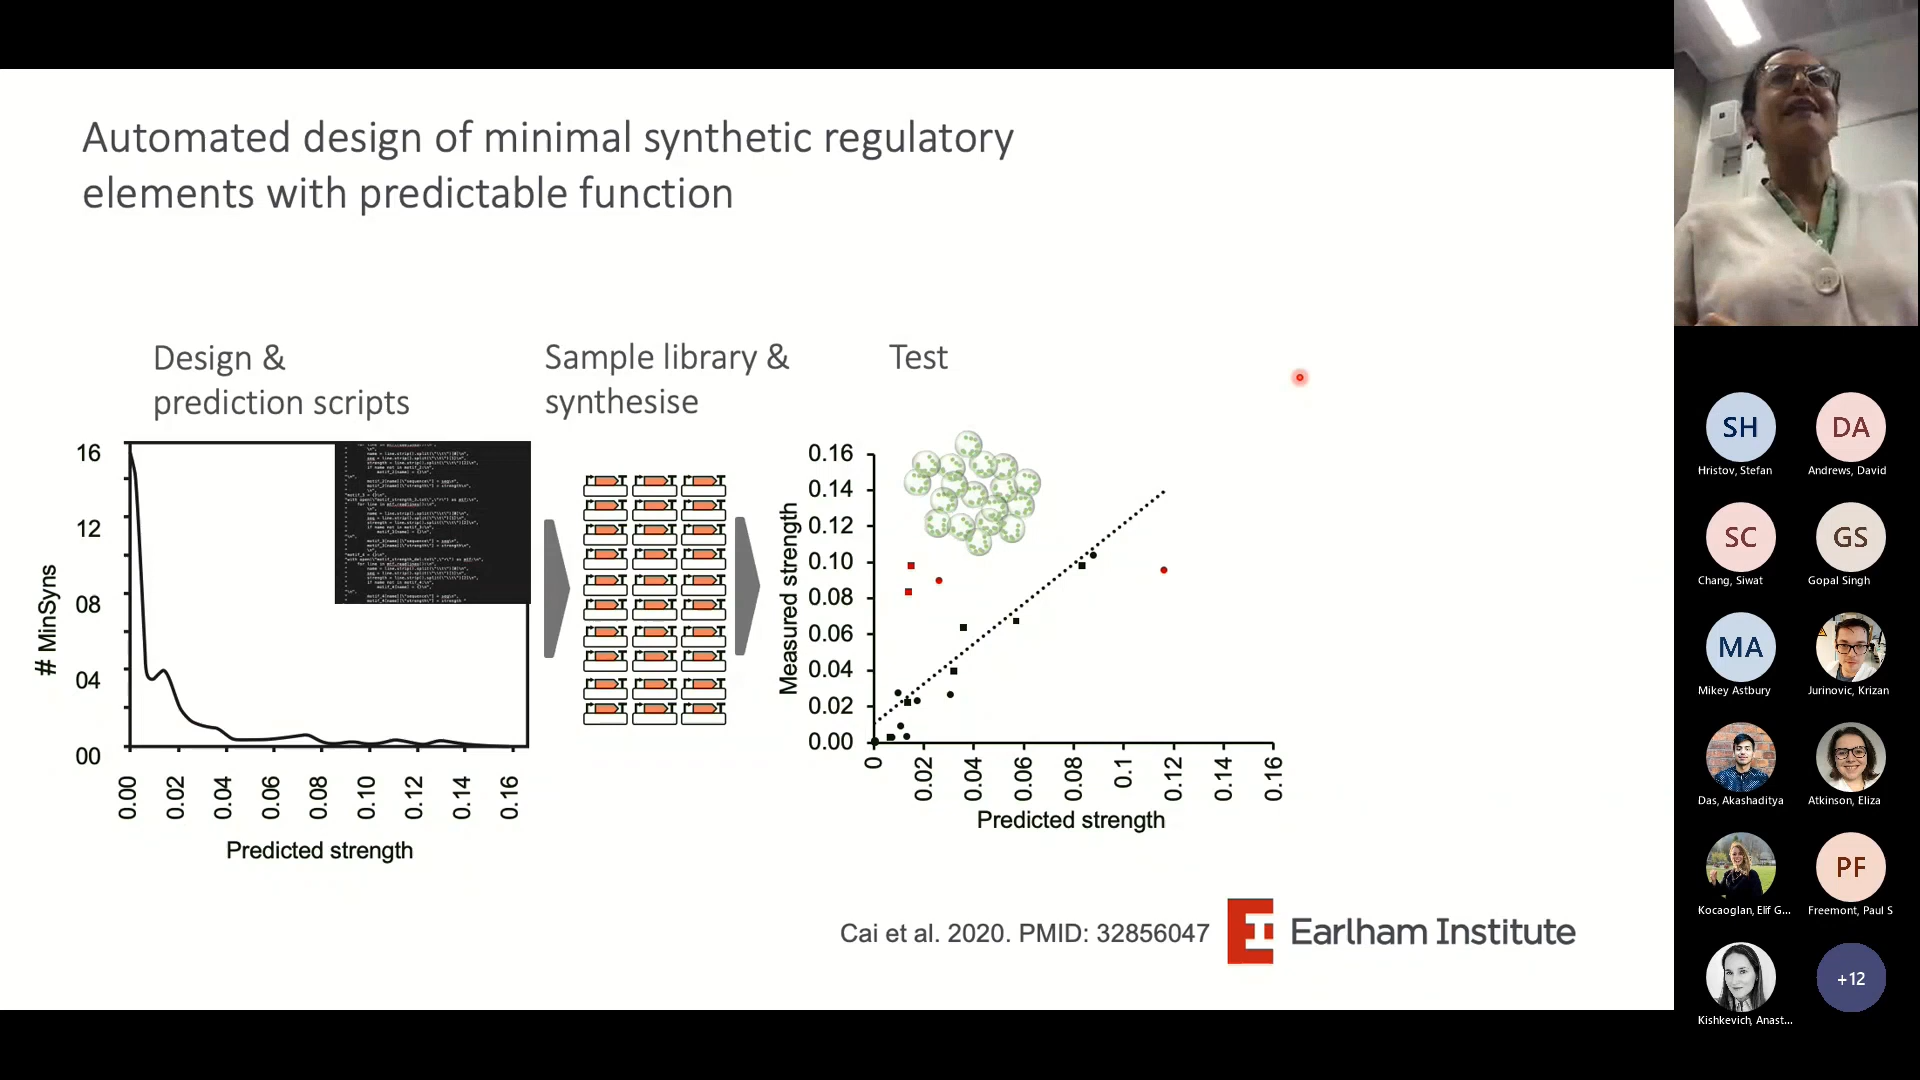 Automated design of minimal synthetic regulatory
elements with predictable function
Design &
prediction scripts
Sample library &
synthesise
Test
# MinSyns
16
12
08
04
00
0.00
0.02
0.04
0.06
0.08
0.10
0.12
0.14
0.16
Predicted strength
Measured strength
0.16
0.14
0.12
0.10
0.08
0.06
0.04
0.02
0.00
0
0.02
0.04
0.06
0.08
0.1
0.12
0.14
0.16
Predicted strength
Cai et al. 2020. PMID: 32856047
Earlham Institute
SH
Hristov, Stefan
DA
Andrews, David
SC
Chang, Siwat
GS
Gopal Singh
MA
Mikey Astbury
Jurinovic, Krizan
Das, Akashaditya
Atkinson, Eliza
Kocaoglan, Elif G...
PF
Freemont, Paul S
Kishkevich, Anast...
+12